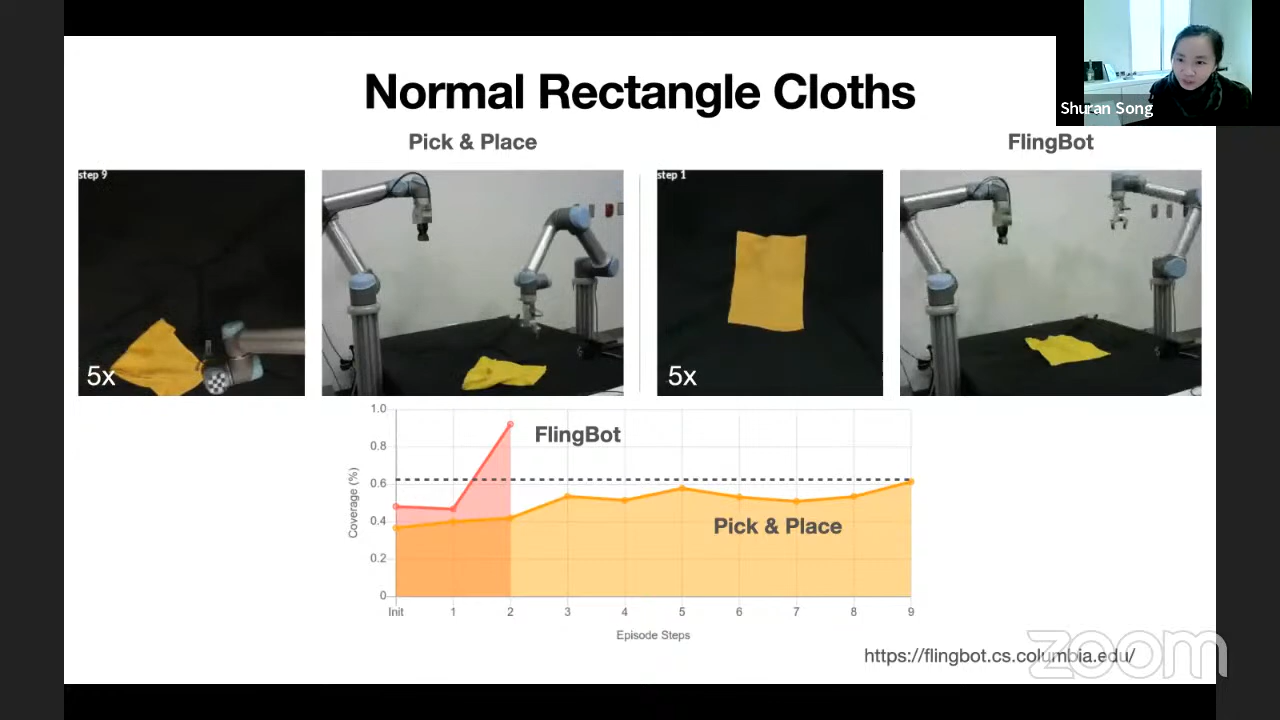 Normal Rectangle Cloths
Shuran Song
Pick & Place
FlingBot
step 9
5x
step 1
5x
1.0
0.8
0.6
0.4
0.2
0
Coverage (%)
FlingBot
Pick & Place
Init 1 2 3 4 5 6 7 8 9
Episode Steps
https://flingbot.cs.columbia.edu/
zoom